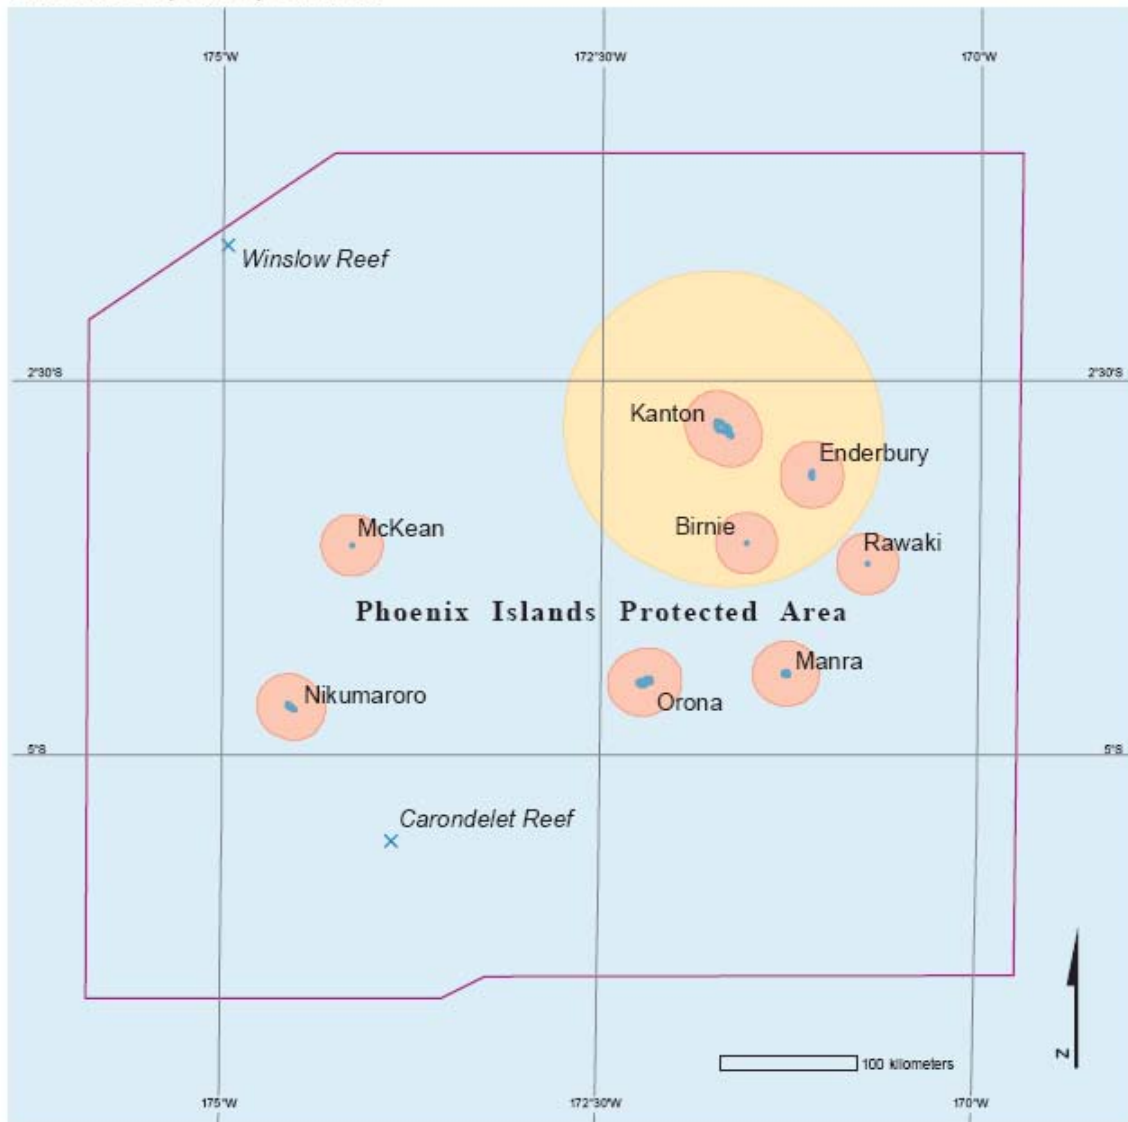 175°W 172°30'W 170°W
Winslow Reef
2°30'S 2°30'S
Kanton
Enderbury
Birnie
McKean
Rawaki
Phoenix Islands Protected Area
Manra
Nikumaroro
Orona
5°S 5°S
Carondelet Reef
N
100 kilometers
175°W 172°30'W 170°W